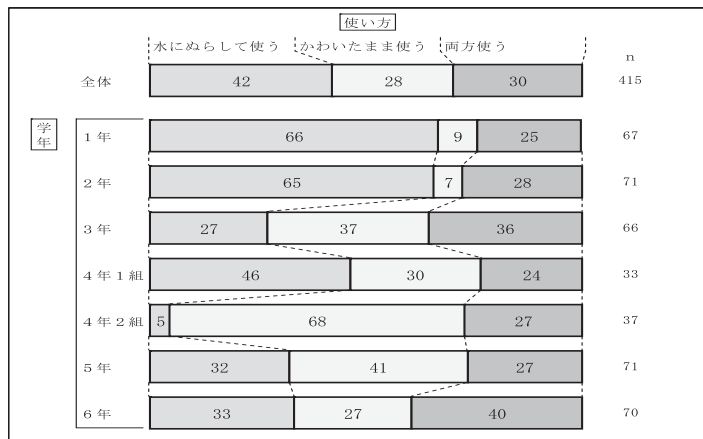 使い方
水にぬらして使う かわいたまま使う 両方使う
n
全体 42 28 30 415
学年
1年 66 9 25 67
2年 65 7 28 71
3年 27 37 36 66
4年1組 46 30 24 33
4年2組 5 68 27 37
5年 32 41 27 71
6年 33 27 40 70